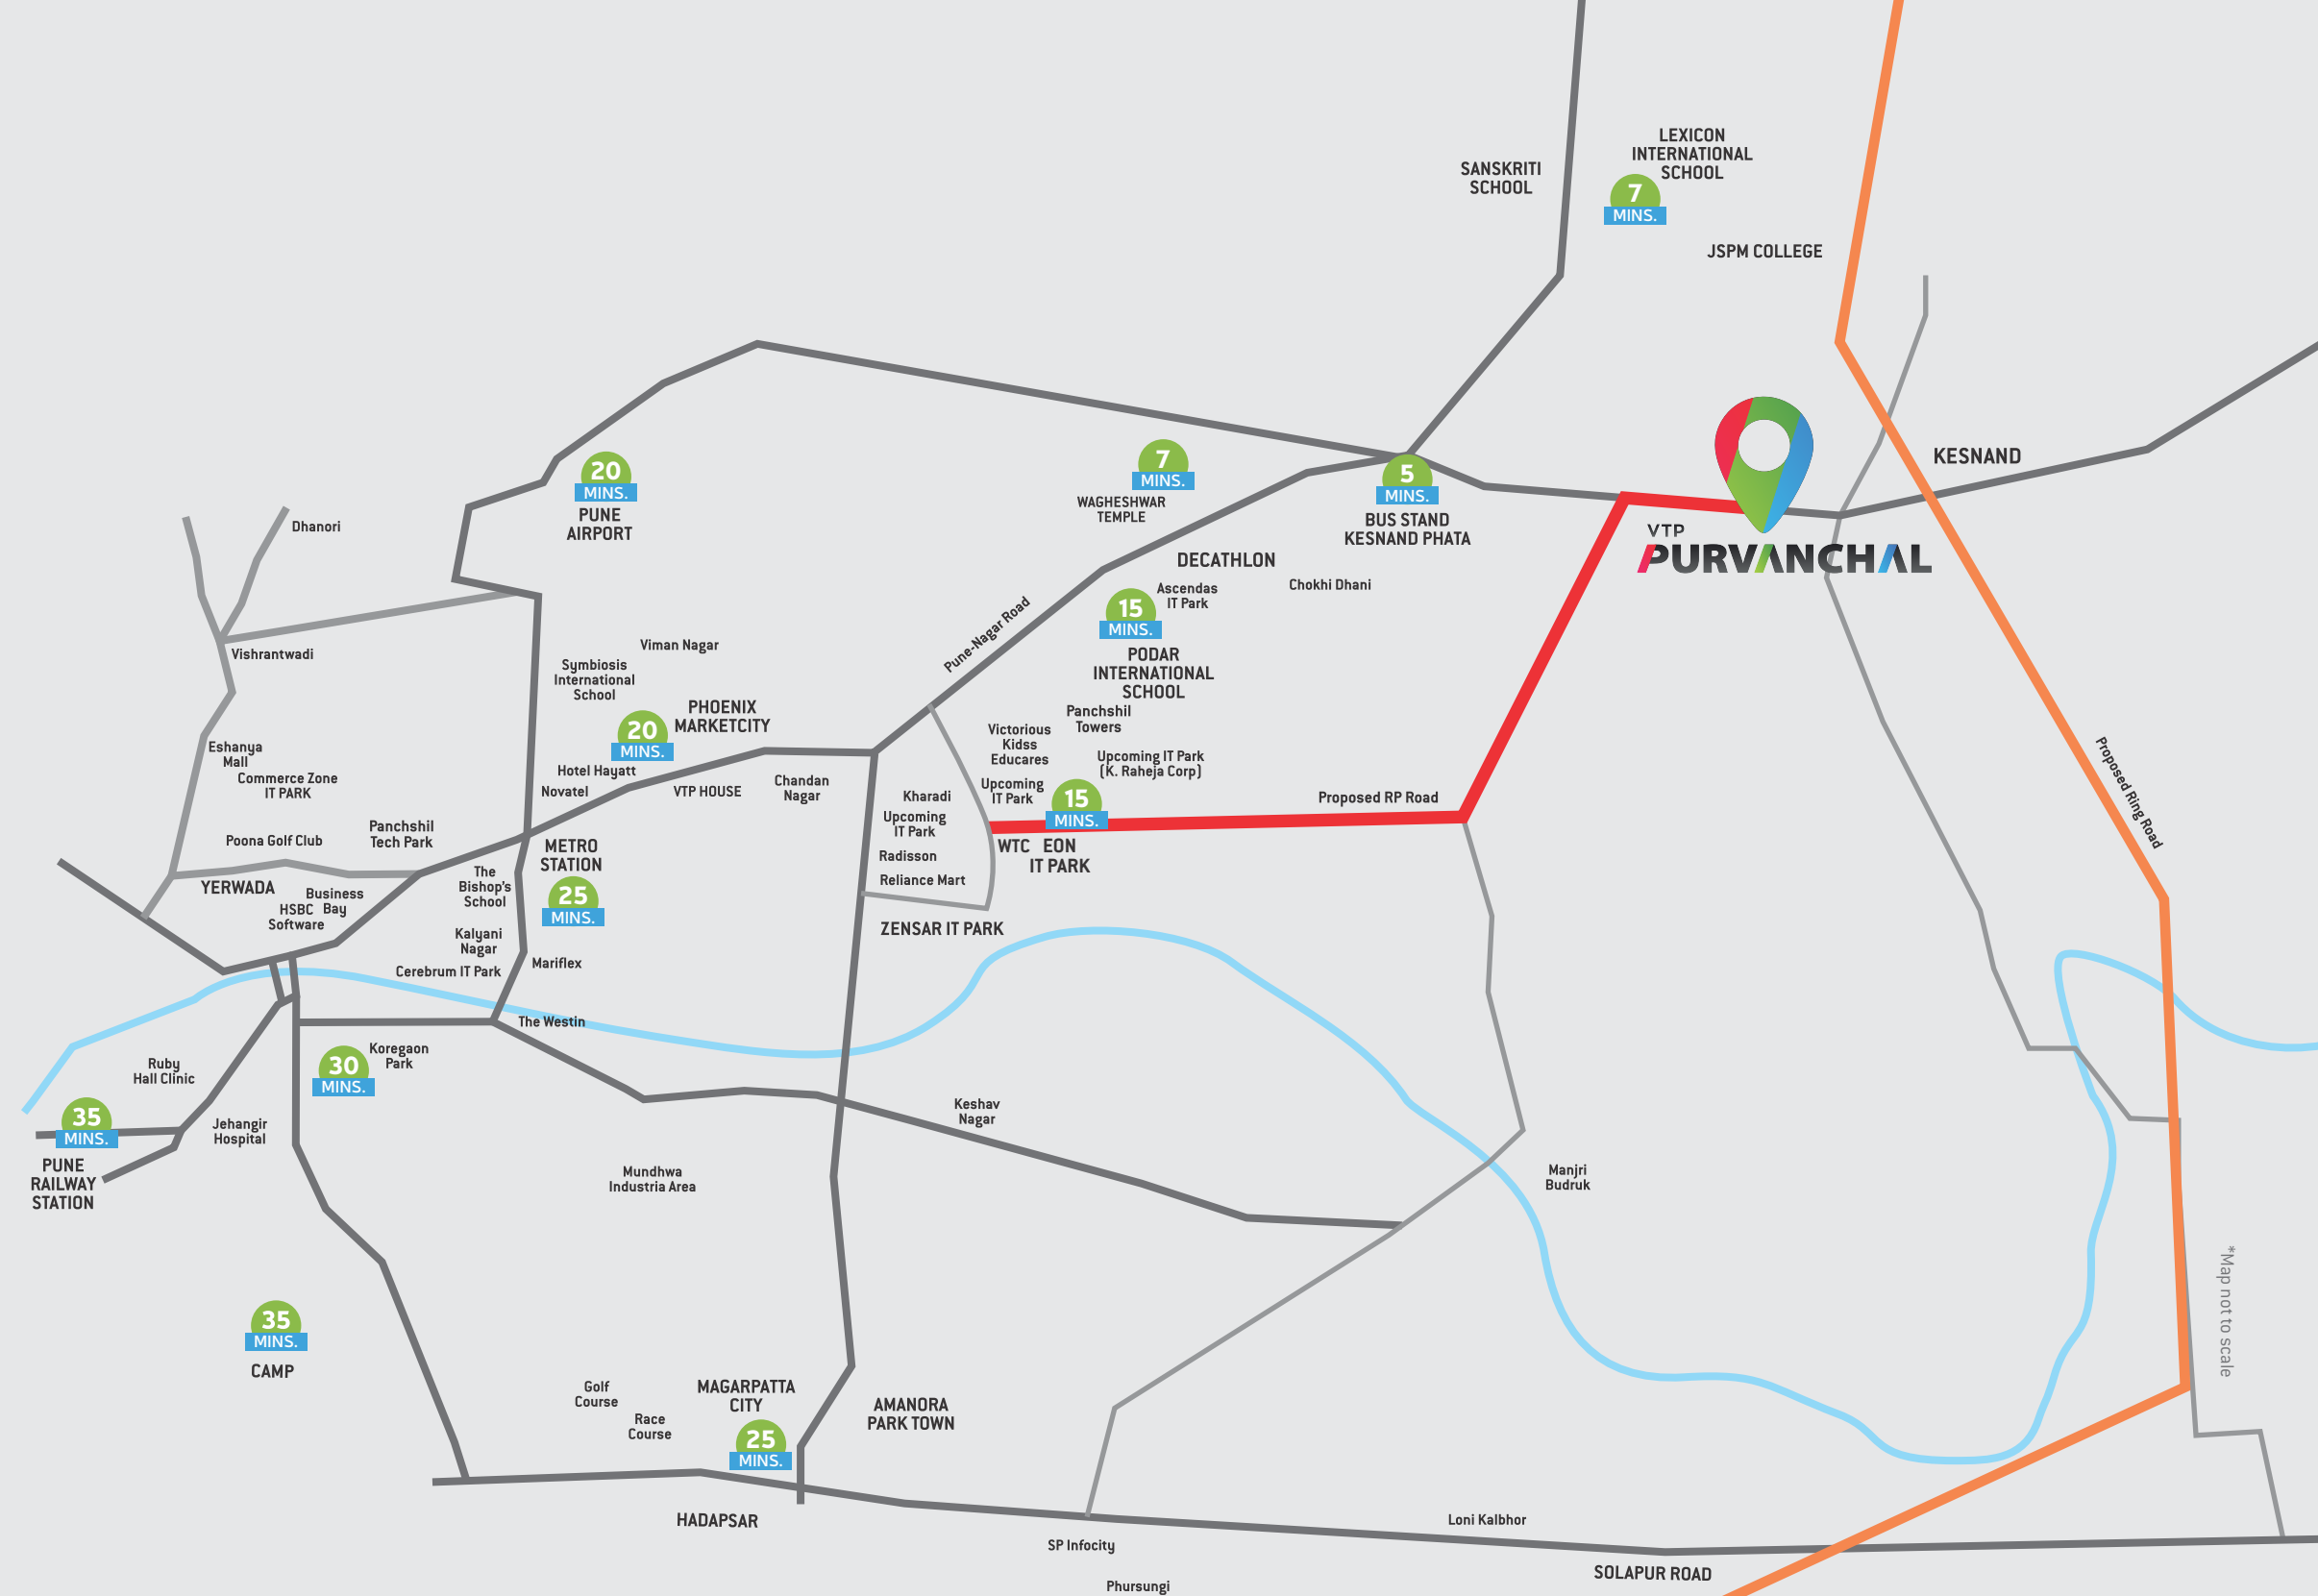 LEXICON
INTERNATIONAL
SCHOOL
7
MINS.
SANSKRITI
SCHOOL
JSPM COLLEGE
KESNAND
VTP
PURVANCHAL
5
MINS.
BUS STAND
KESNAND PHATA
7
MINS.
WAGHESHWAR
TEMPLE
20
MINS.
PUNE
AIRPORT
Dhanori
Vishrantwadi
DECATHLON
Chokhi Dhani
Ascendas
IT Park
15
MINS.
PODAR
INTERNATIONAL
SCHOOL
Pune-Nagar Road
Viman Nagar
Symbiosis
International
School
PHOENIX
MARKETCITY
20
MINS.
Hotel Hayatt
Novatel
VTP HOUSE
Chandan
Nagar
Panchshil
Towers
Victorious
Kidss
Educares
Upcoming IT Park
(K. Raheja Corp)
Upcoming
IT Park
15
MINS.
Proposed RP Road
Proposed Ring Road
Kharadi
Upcoming
IT Park
Radisson
Reliance Mart
WTC
EON
IT PARK
ZENSAR IT PARK
Eshanya
Mall
Commerce Zone
IT PARK
Poona Golf Club
Panchshil
Tech Park
YERWADA
Business
Bay
HSBC
Software
METRO
STATION
25
MINS.
The
Bishop's
School
Kalyani
Nagar
Cerebrum IT Park
Mariflex
The Westin
Koregaon
Park
30
MINS.
Ruby
Hall Clinic
35
MINS.
PUNE
RAILWAY
STATION
Jehangir
Hospital
Keshav
Nagar
Mundhwa
Industria Area
Manjri
Budruk
*Map not to scale
35
MINS.
CAMP
Golf
Course
Race
Course
MAGARPATTA
CITY
25
MINS.
AMANORA
PARK TOWN
HADAPSAR
SP Infocity
Phursungi
Loni Kalbhor
SOLAPUR ROAD